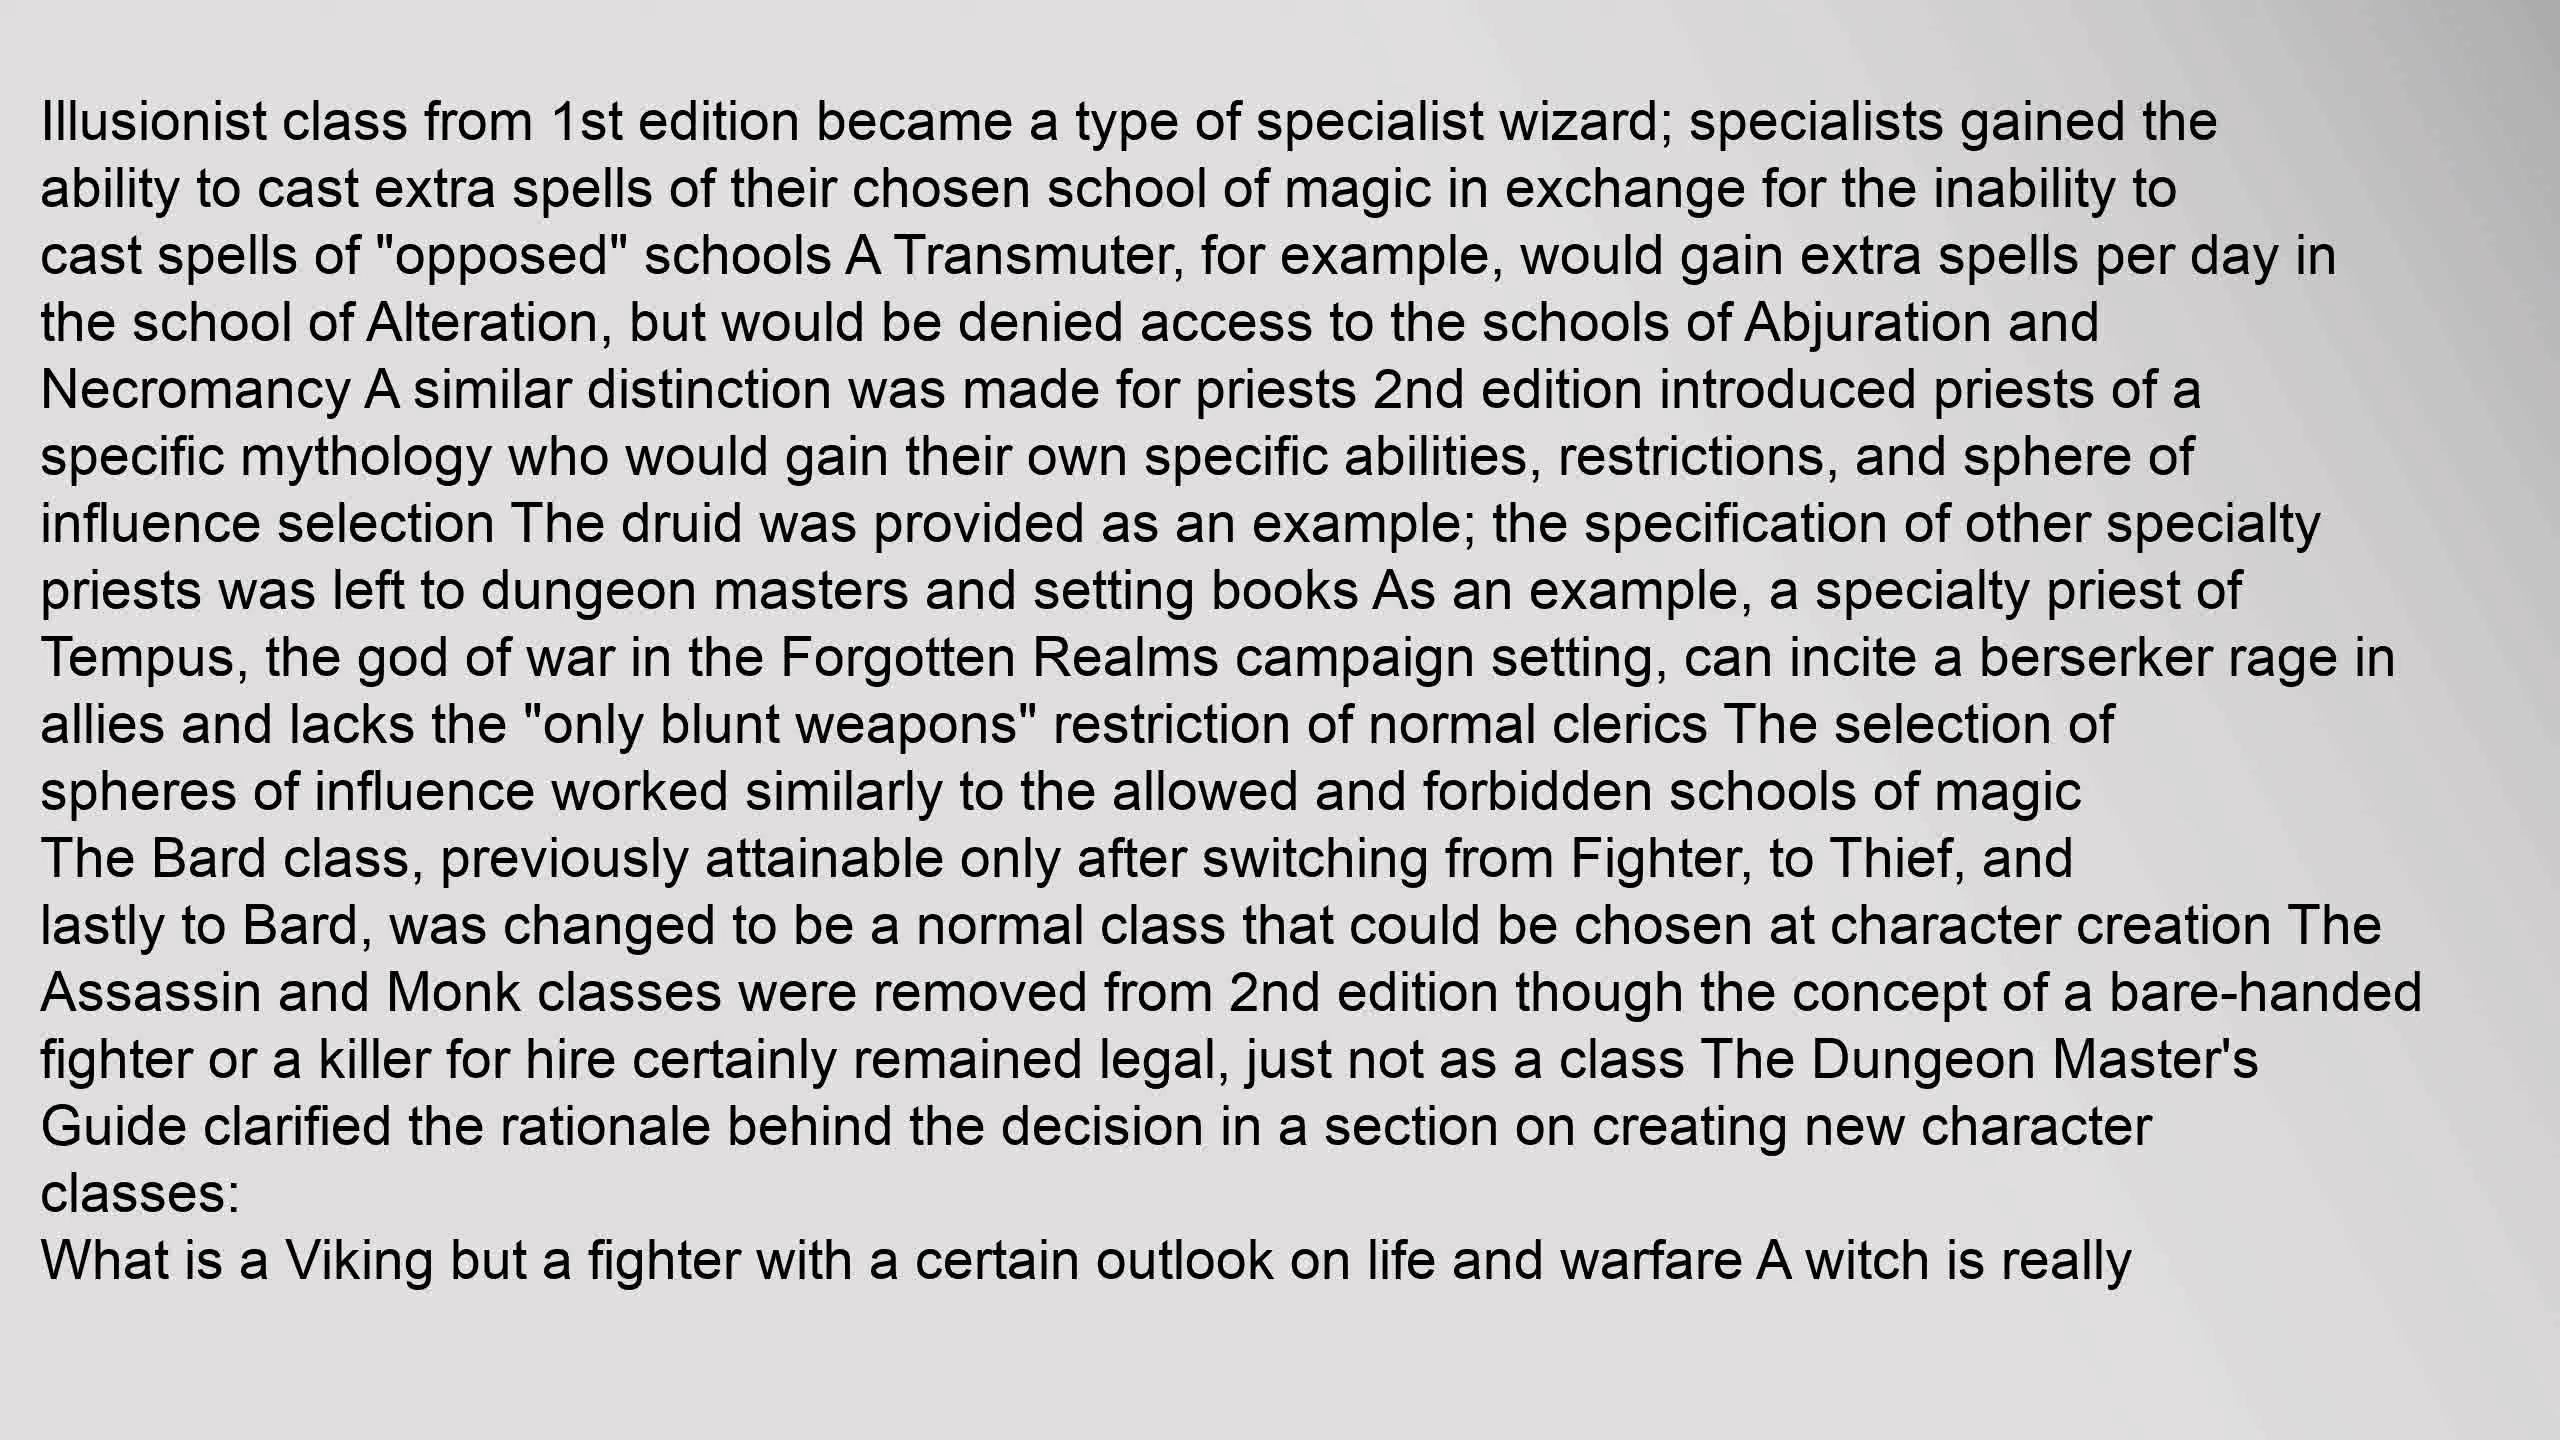 Illusionist class from 1st edition became a type of specialist wizard; specialists gained the
ability to cast extra spells of their chosen school of magic in exchange for the inability to
cast spells of "opposed" schools A Transmuter, for example, would gain extra spells per day in
the school of Alteration, but would be denied access to the schools of Abjuration and
Necromancy A similar distinction was made for priests 2nd edition introduced priests of a
specific mythology who would gain their own specific abilities, restrictions, and sphere of
influence selection The druid was provided as an example; the specification of other specialty
priests was left to dungeon masters and setting books As an example, a specialty priest of
Tempus, the god of war in the Forgotten Realms campaign setting, can incite a berserker rage in
allies and lacks the "only blunt weapons" restriction of normal clerics The selection of
spheres of influence worked similarly to the allowed and forbidden schools of magic
The Bard class, previously attainable only after switching from Fighter, to Thief, and
lastly to Bard, was changed to be a normal class that could be chosen at character creation The
Assassin and Monk classes were removed from 2nd edition though the concept of a bare-handed
fighter or a killer for hire certainly remained legal, just not as a class The Dungeon Master's
Guide clarified the rationale behind the decision in a section on creating new character
classes:
What is a Viking but a fighter with a certain outlook on life and warfare A witch is really